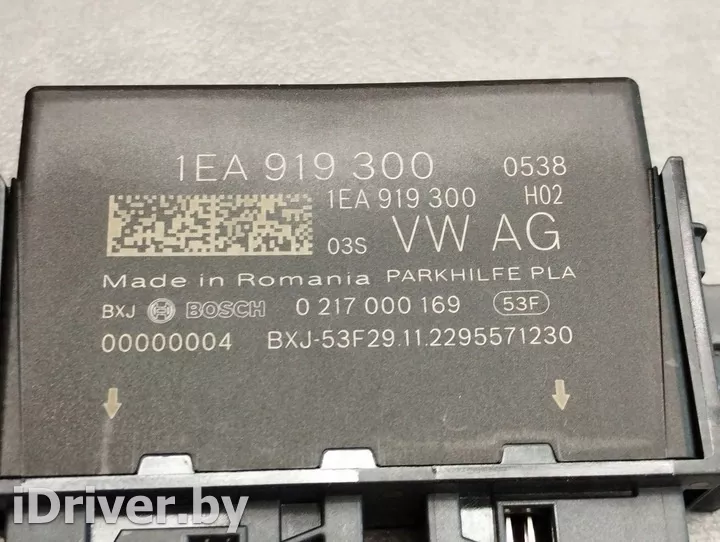 1EA 919 300 0538
1EA 919 300 H02
03S VW AG
Made in Romania PARKHILFE PLA
BXJ BOSCH 0 217 000 169 53F
00000004 BXJ-53F29.11.2295571230
iDriver.by